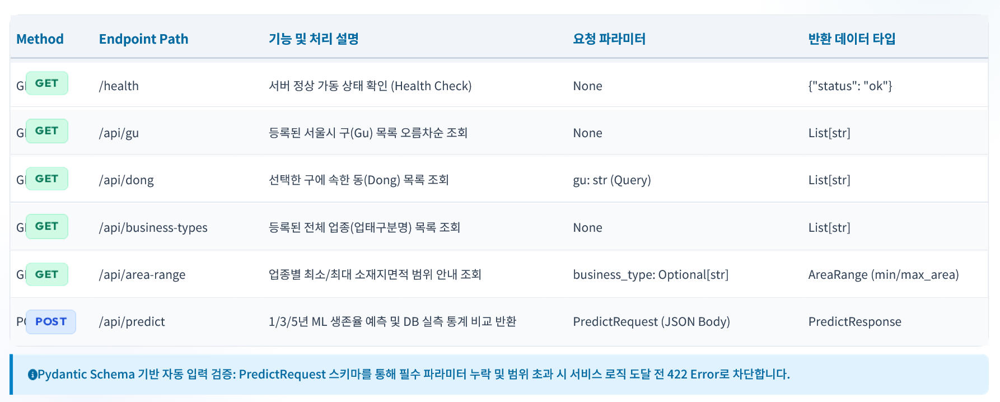 Method Endpoint Path 기능 및 처리 설명 요청 파라미터 반환 데이터 타입
GET /health 서버 정상 가동 상태 확인 (Health Check) None {"status": "ok"}
GET /api/gu 등록된 서울시 구(Gu) 목록 오름차순 조회 None List[str]
GET /api/dong 선택한 구에 속한 동(Dong) 목록 조회 gu: str (Query) List[str]
GET /api/business-types 등록된 전체 업종(업태구분명) 목록 조회 None List[str]
GET /api/area-range 업종별 최소/최대 소재지면적 범위 안내 조회 business_type: Optional[str] AreaRange (min/max_area)
POST /api/predict 1/3/5년 ML 생존율 예측 및 DB 실측 통계 비교 반환 PredictRequest (JSON Body) PredictResponse
Pydantic Schema 기반 자동 입력 검증: PredictRequest 스키마를 통해 필수 파라미터 누락 및 범위 초과 시 서비스 로직 도달 전 422 Error로 차단합니다.